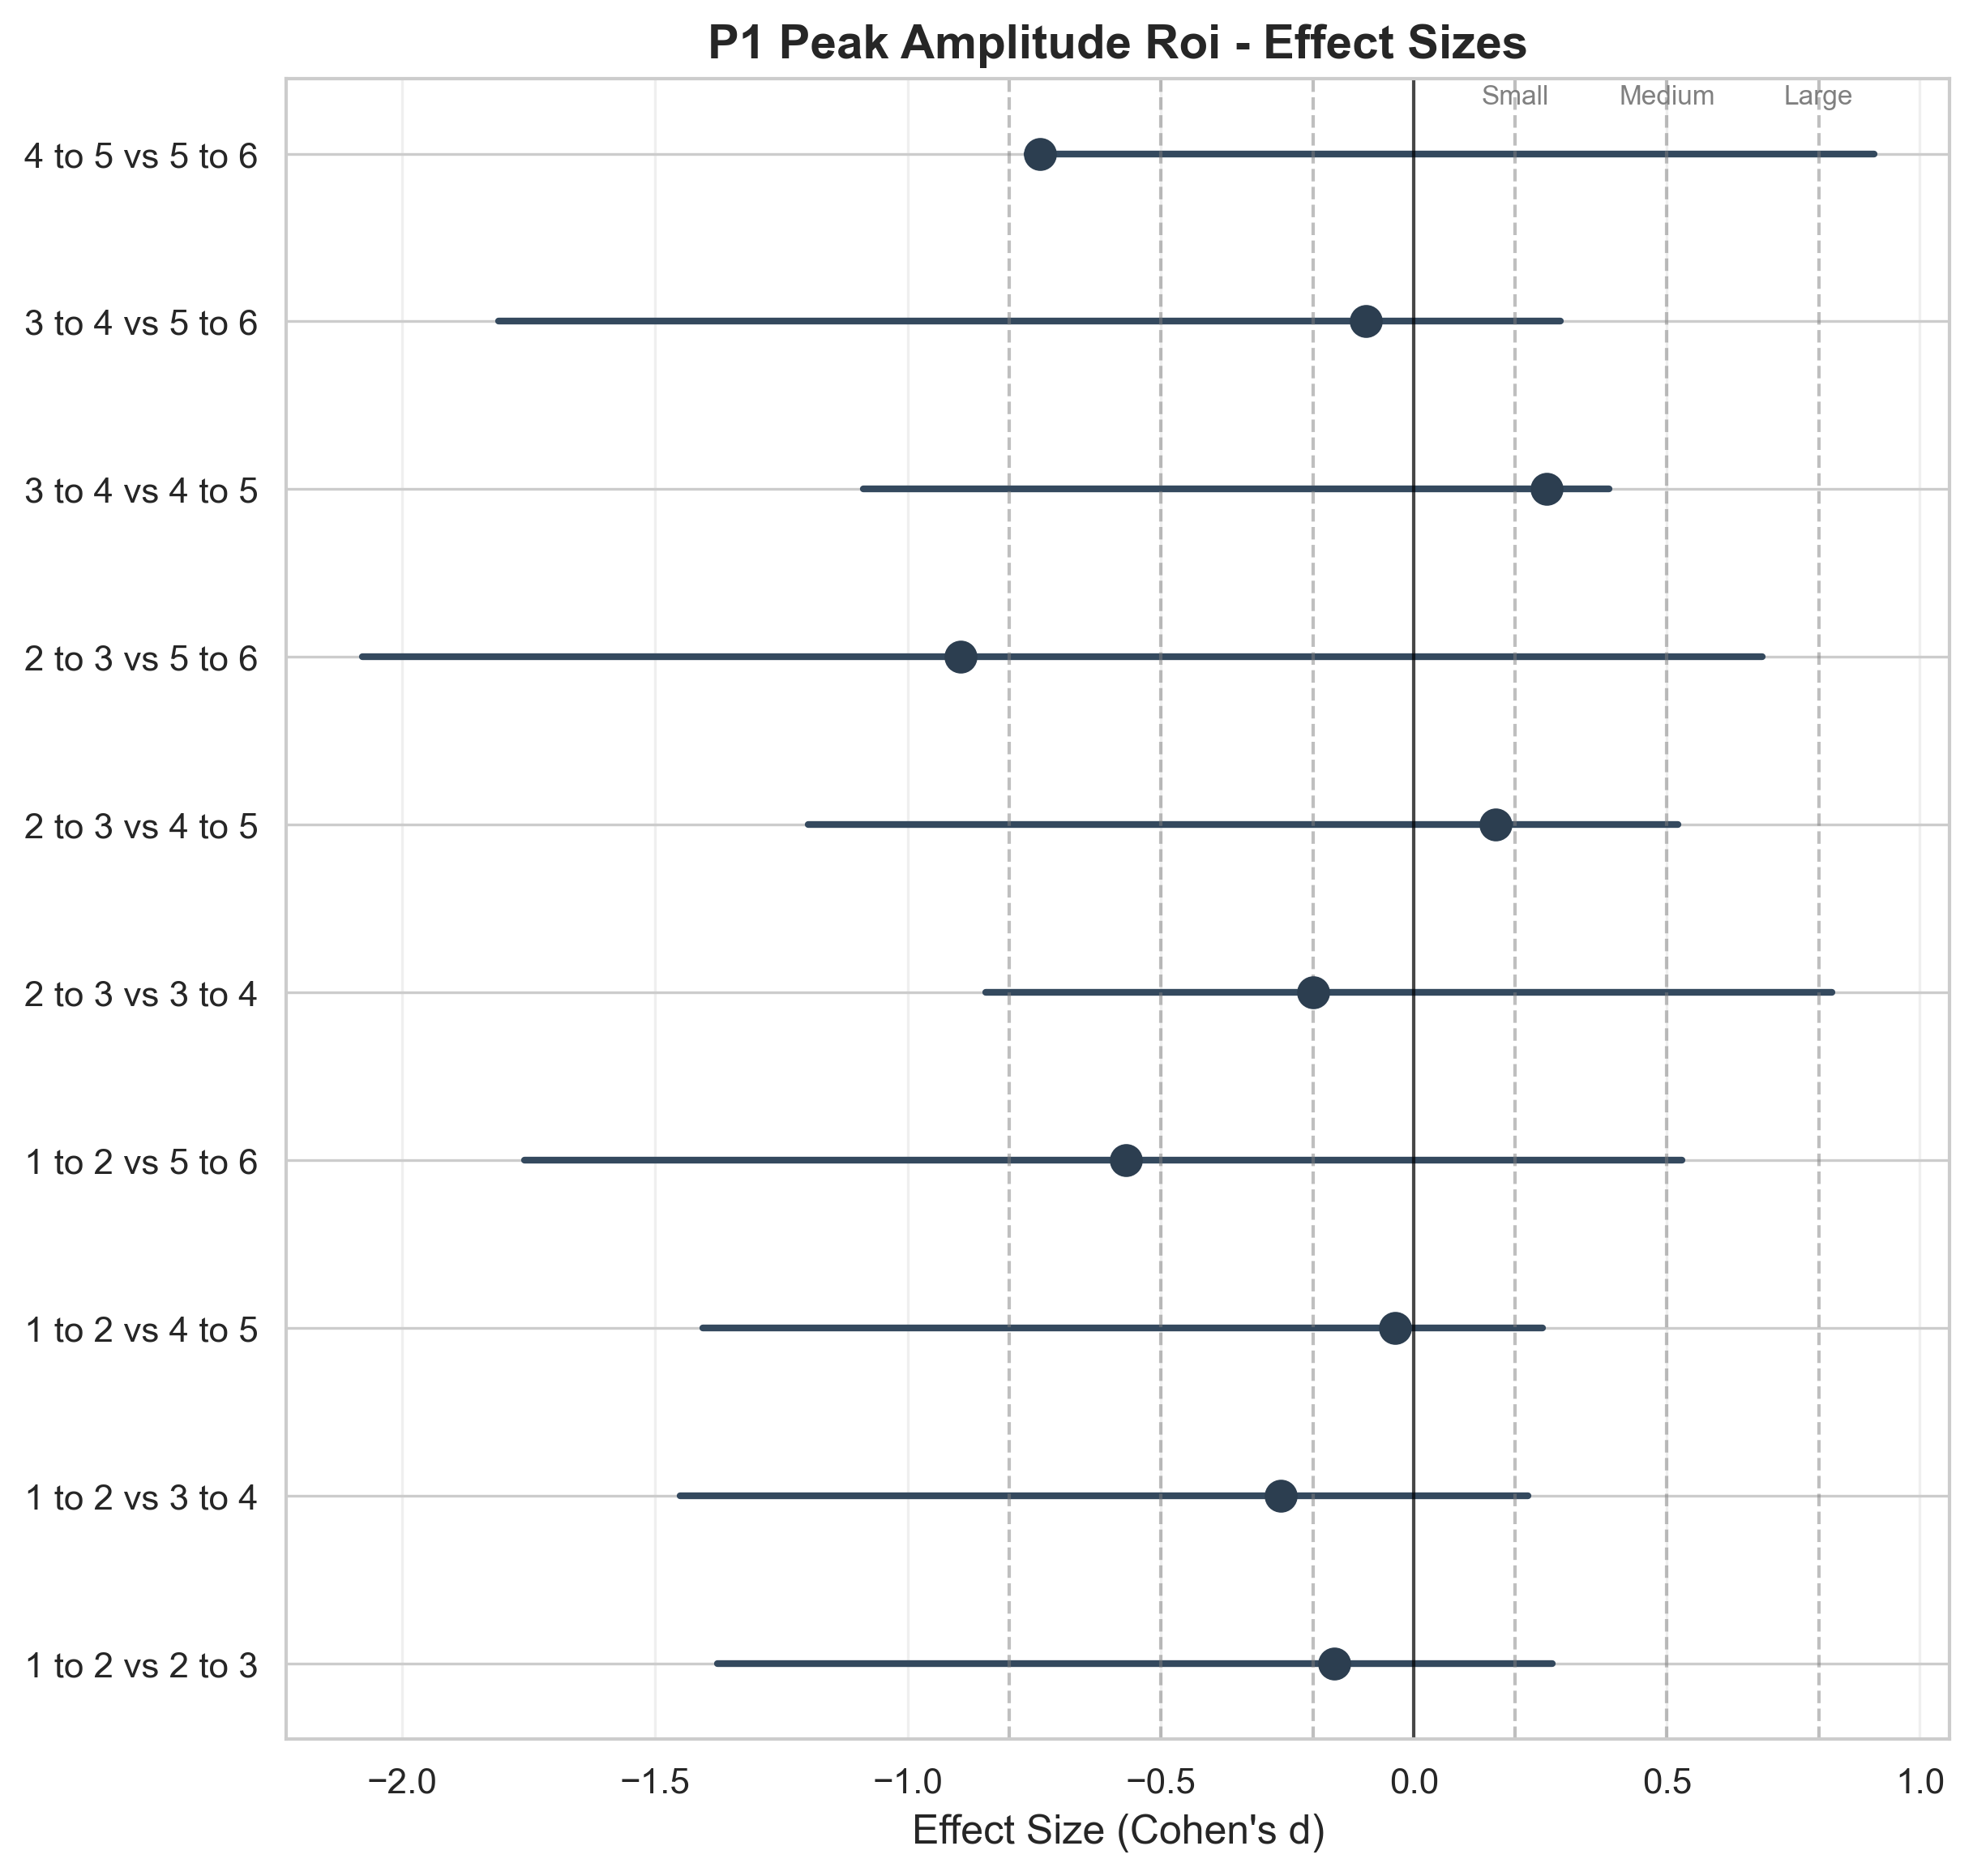 P1 Peak Amplitude Roi - Effect Sizes
Small Medium Large
4 to 5 vs 5 to 6
3 to 4 vs 5 to 6
3 to 4 vs 4 to 5
2 to 3 vs 5 to 6
2 to 3 vs 4 to 5
2 to 3 vs 3 to 4
1 to 2 vs 5 to 6
1 to 2 vs 4 to 5
1 to 2 vs 3 to 4
1 to 2 vs 2 to 3
−2.0 −1.5 −1.0 −0.5 0.0 0.5 1.0
Effect Size (Cohen's d)